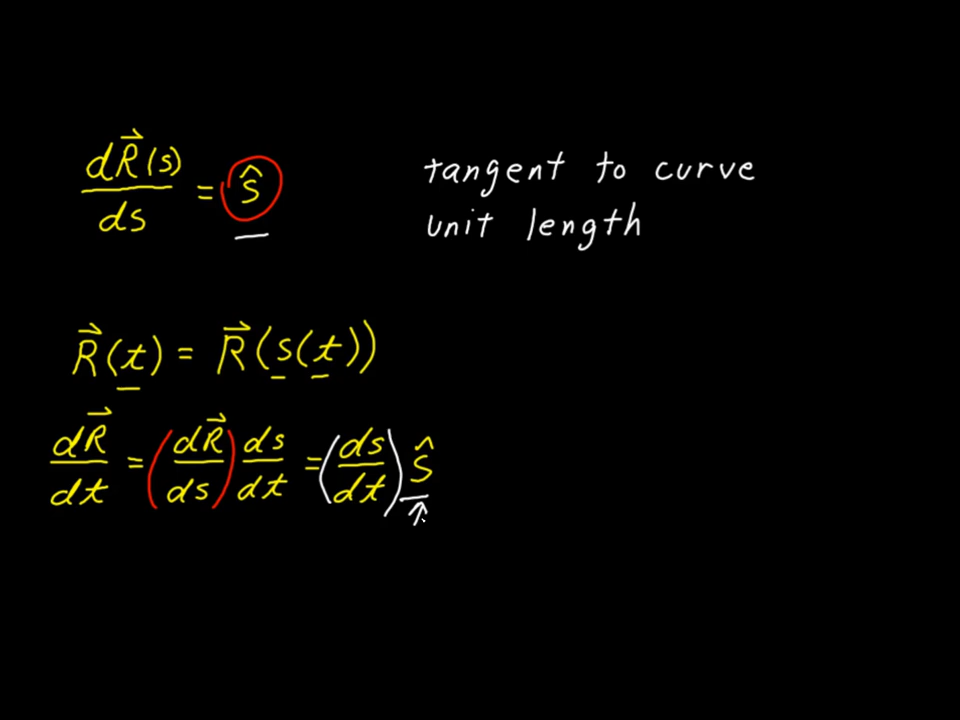 dR⃗(s)/ds = ŝ
tangent to curve
unit length
R⃗(t) = R⃗(s(t))
dR⃗/dt = (dR⃗/ds) ds/dt = (ds/dt) ŝ